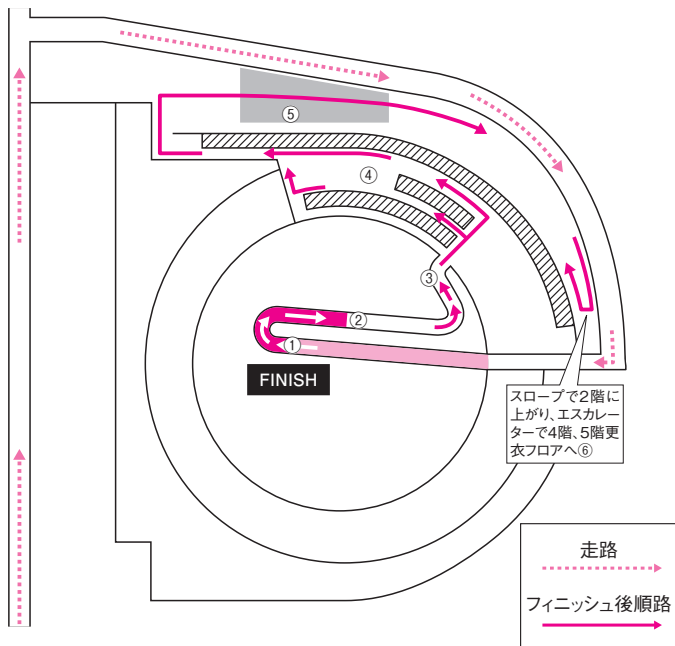 ⑤
④
③
②
①
FINISH
スロープで2階に
上がり、エスカレー
ターで4階、5階更
衣フロアへ⑥
走路
フィニッシュ後順路